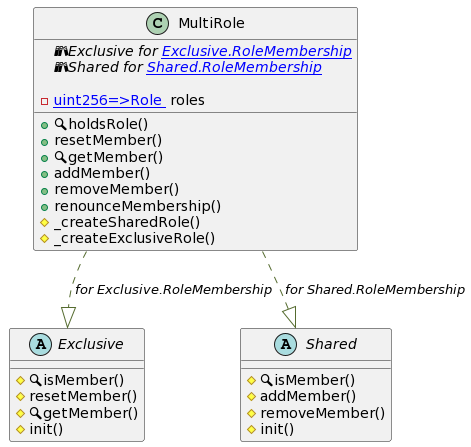 C MultiRole
Exclusive for Exclusive.RoleMembership
Shared for Shared.RoleMembership
uint256=>Role roles
holdsRole()
resetMember()
getMember()
addMember()
removeMember()
renounceMembership()
_createSharedRole()
_createExclusiveRole()
for Exclusive.RoleMembership
for Shared.RoleMembership
A Exclusive
isMember()
resetMember()
getMember()
init()
A Shared
isMember()
addMember()
removeMember()
init()